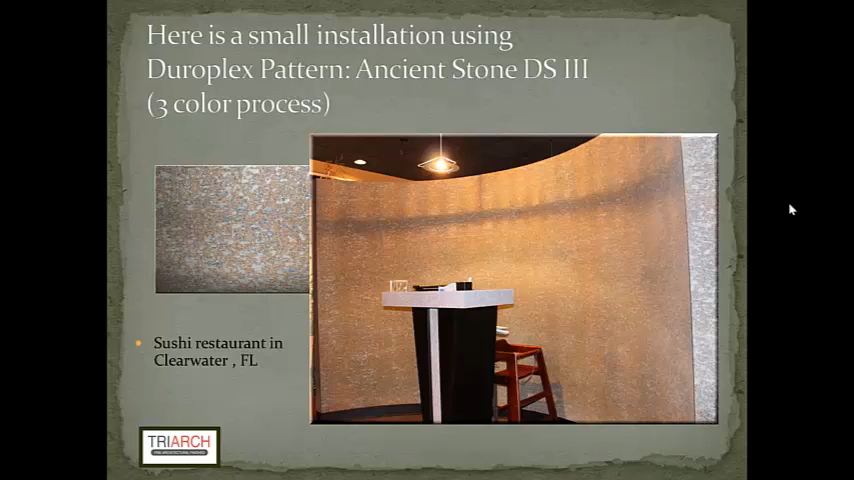 Here is a small installation using
Duroplex Pattern: Ancient Stone DS III
(3 color process)
Sushi restaurant in
Clearwater , FL
TRIARCH